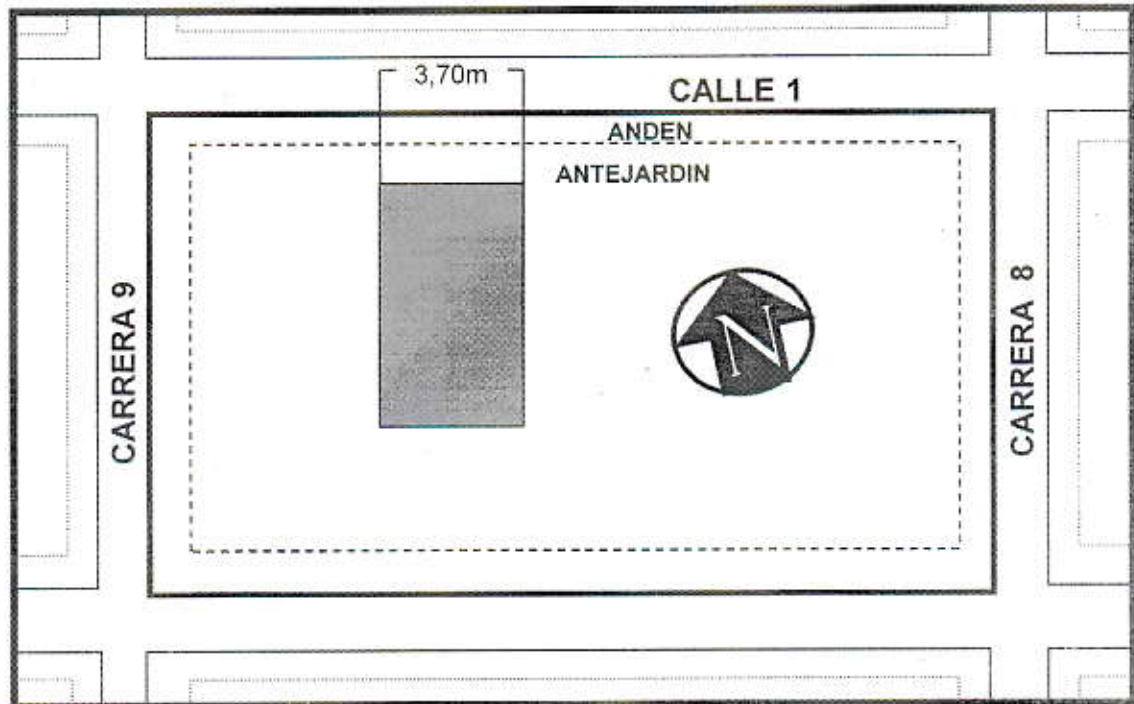 3,70m
CALLE 1
ANDEN
ANTEJARDIN
CARRERA 9
N
CARRERA 8